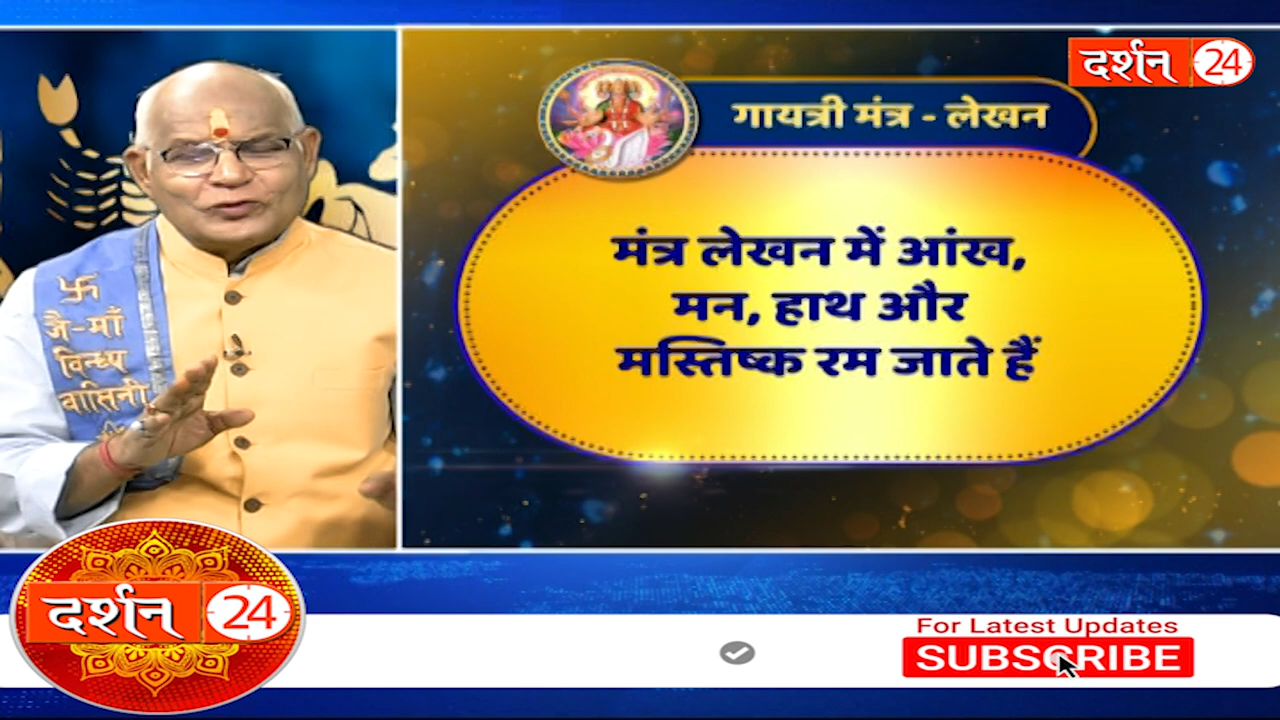 दर्शन 24
गायत्री मंत्र - लेखन
मंत्र लेखन में आंख,
मन, हाथ और
मस्तिष्क रम जाते हैं
जै-माँ
विन्ध्य
वासिनी
दर्शन 24
For Latest Updates
SUBSCRIBE